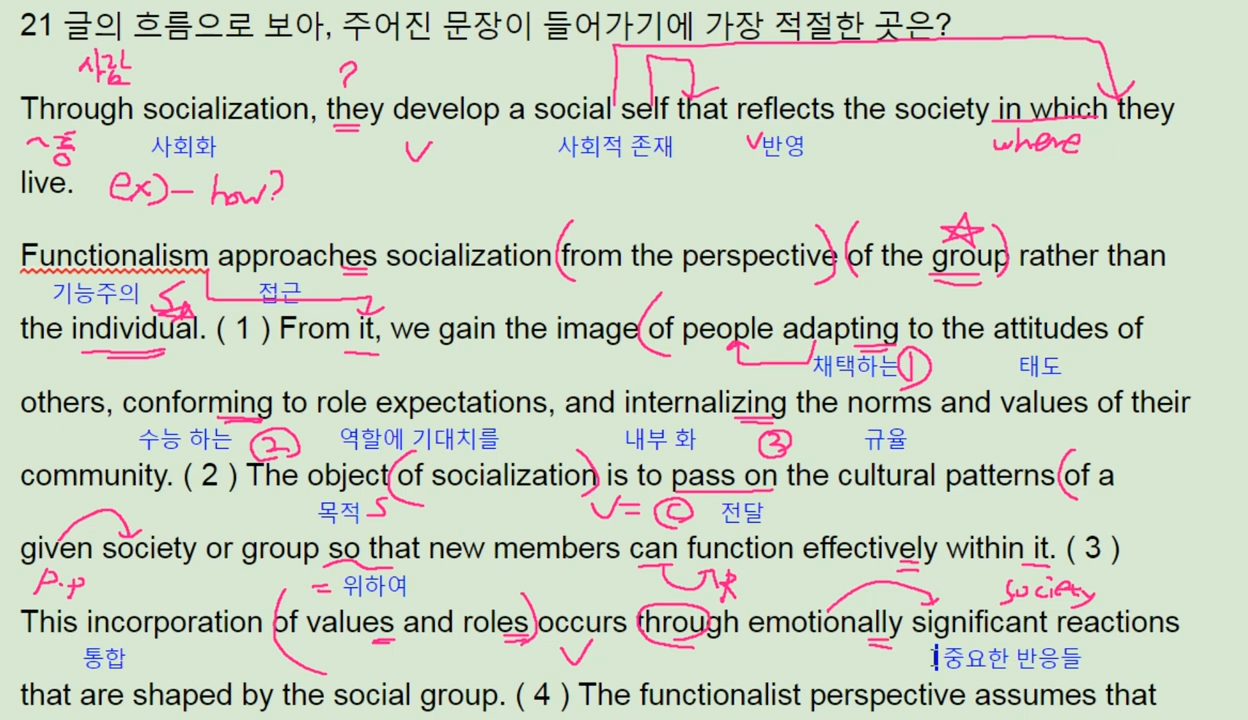 21 글의 흐름으로 보아, 주어진 문장이 들어가기에 가장 적절한 곳은?
사람 ?
Through socialization, they develop a social self that reflects the society in which they
~통 사회화 V 사회적 존재 V 반영 where
live. ex) – how?
Functionalism approaches socialization (from the perspective) (of the group) rather than
기능주의 S 접근
the individual. ( 1 ) From it, we gain the image (of people adapting to the attitudes of
채택하는 ① 태도
others, conforming to role expectations, and internalizing the norms and values of their
수능 하는 ② 역할에 기대치를 내부 화 ③ 규율
community. ( 2 ) The object (of socialization) is to pass on the cultural patterns (of a
목적 S V = ⓒ 전달
given society or group so that new members can function effectively within it. ( 3 )
p.p = 위하여 R society
This incorporation (of values and roles) occurs through emotionally significant reactions
통합 V 중요한 반응들
that are shaped by the social group. ( 4 ) The functionalist perspective assumes that